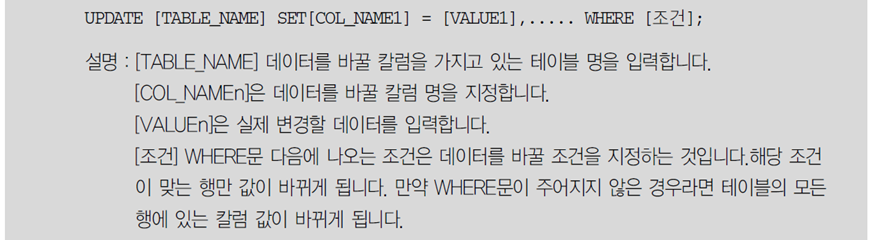 UPDATE [TABLE_NAME] SET[COL_NAME1] = [VALUE1],..... WHERE [조건];
설명 : [TABLE_NAME] 데이터를 바꿀 칼럼을 가지고 있는 테이블 명을 입력합니다.
[COL_NAMEn]은 데이터를 바꿀 칼럼 명을 지정합니다.
[VALUEn]은 실제 변경할 데이터를 입력합니다.
[조건] WHERE문 다음에 나오는 조건은 데이터를 바꿀 조건을 지정하는 것입니다.해당 조건
이 맞는 행만 값이 바뀌게 됩니다. 만약 WHERE문이 주어지지 않은 경우라면 테이블의 모든
행에 있는 칼럼 값이 바뀌게 됩니다.